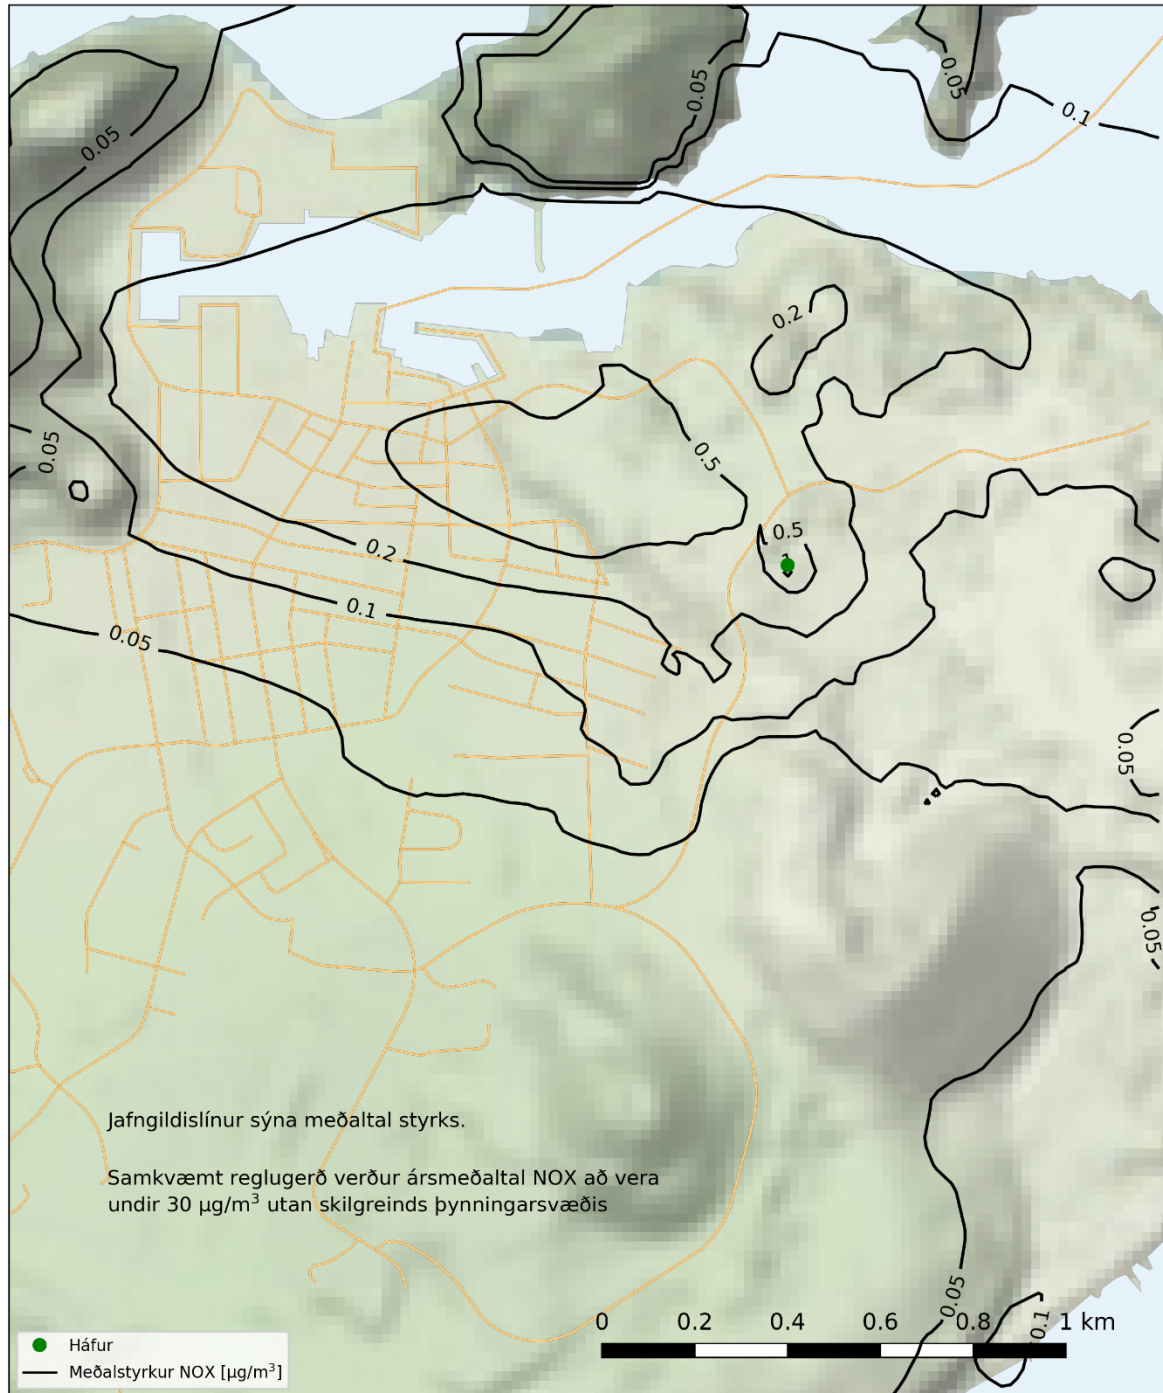 0.05
0.05
0.05
0.1
0.2
0.05
0.5
0.5
1
0.2
0.1
0.05
0.05
0.05
Jafngildislínur sýna meðaltal styrks.
Samkvæmt reglugerð verður ársmeðaltal NOX að vera
undir 30 µg/m³ utan skilgreinds þynningarsvæðis
0.05
0.1
0 0.2 0.4 0.6 0.8 1 km
Háfur
Meðalstyrkur NOX [µg/m³]